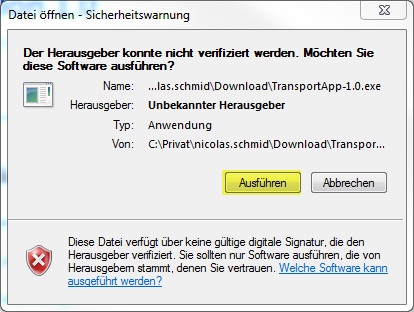 Datei öffnen - Sicherheitswarnung
Der Herausgeber konnte nicht verifiziert werden. Möchten Sie
diese Software ausführen?
Name: ...las.schmid\Download\TransportApp-1.0.exe
Herausgeber: Unbekannter Herausgeber
Typ: Anwendung
Von: C:\Privat\nicolas.schmid\Download\Transpor...
Ausführen Abbrechen
Diese Datei verfügt über keine gültige digitale Signatur, die den
Herausgeber verifiziert. Sie sollten nur Software ausführen, die von
Herausgebern stammt, denen Sie vertrauen. Welche Software kann
ausgeführt werden?